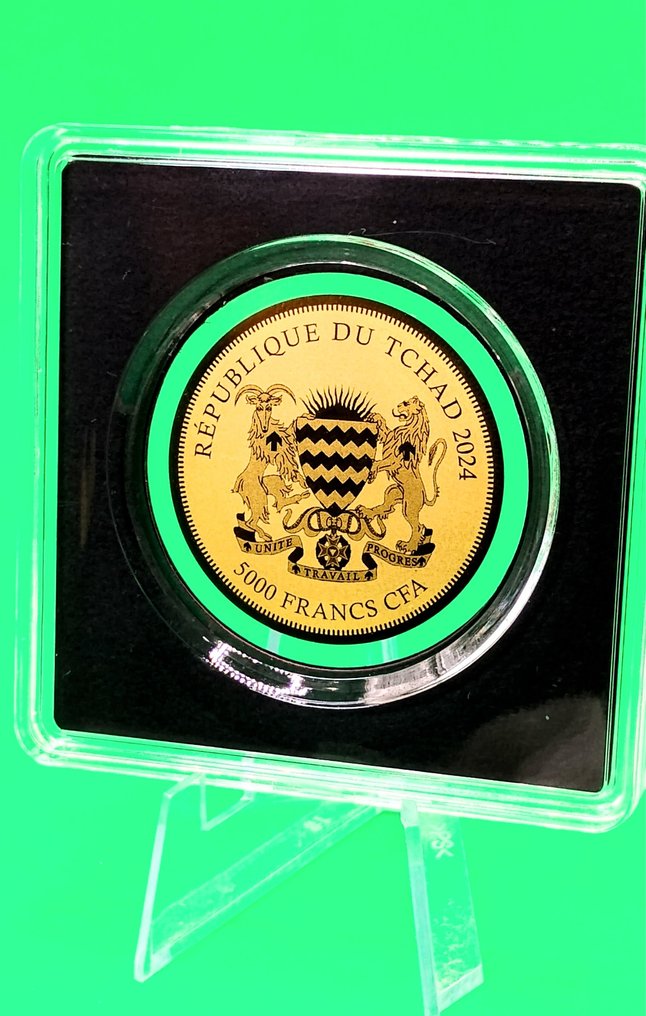 RÉPUBLIQUE DU TCHAD 2024
UNITE TRAVAIL PROGRES
5000 FRANCS CFA